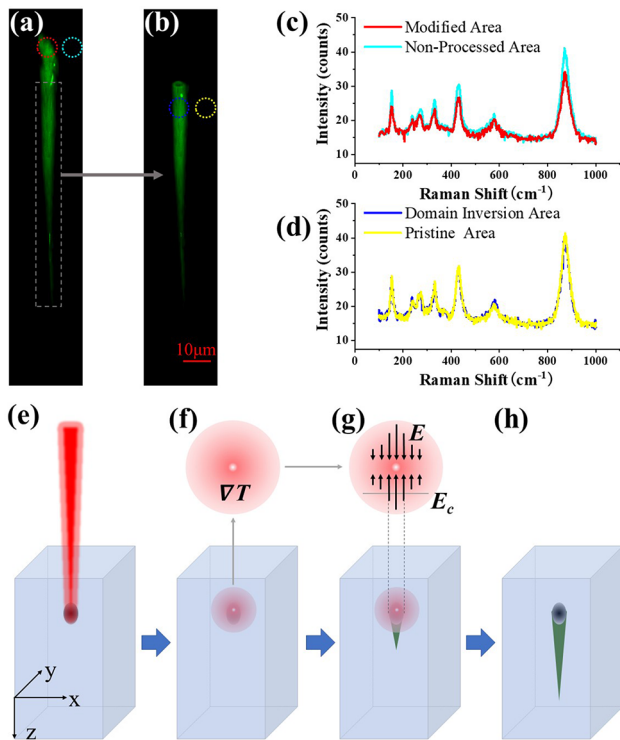 (a)
(b)
10μm
(c)
Intensity (counts)
50
40
30
20
10
Modified Area
Non-Processed Area
0 200 400 600 800 1000
Raman Shift (cm-1)
(d)
Intensity (counts)
50
40
30
20
10
Domain Inversion Area
Pristine Area
0 200 400 600 800 1000
Raman Shift (cm-1)
(e)
(f)
(g)
(h)
∇T
E
Ec
y
x
z